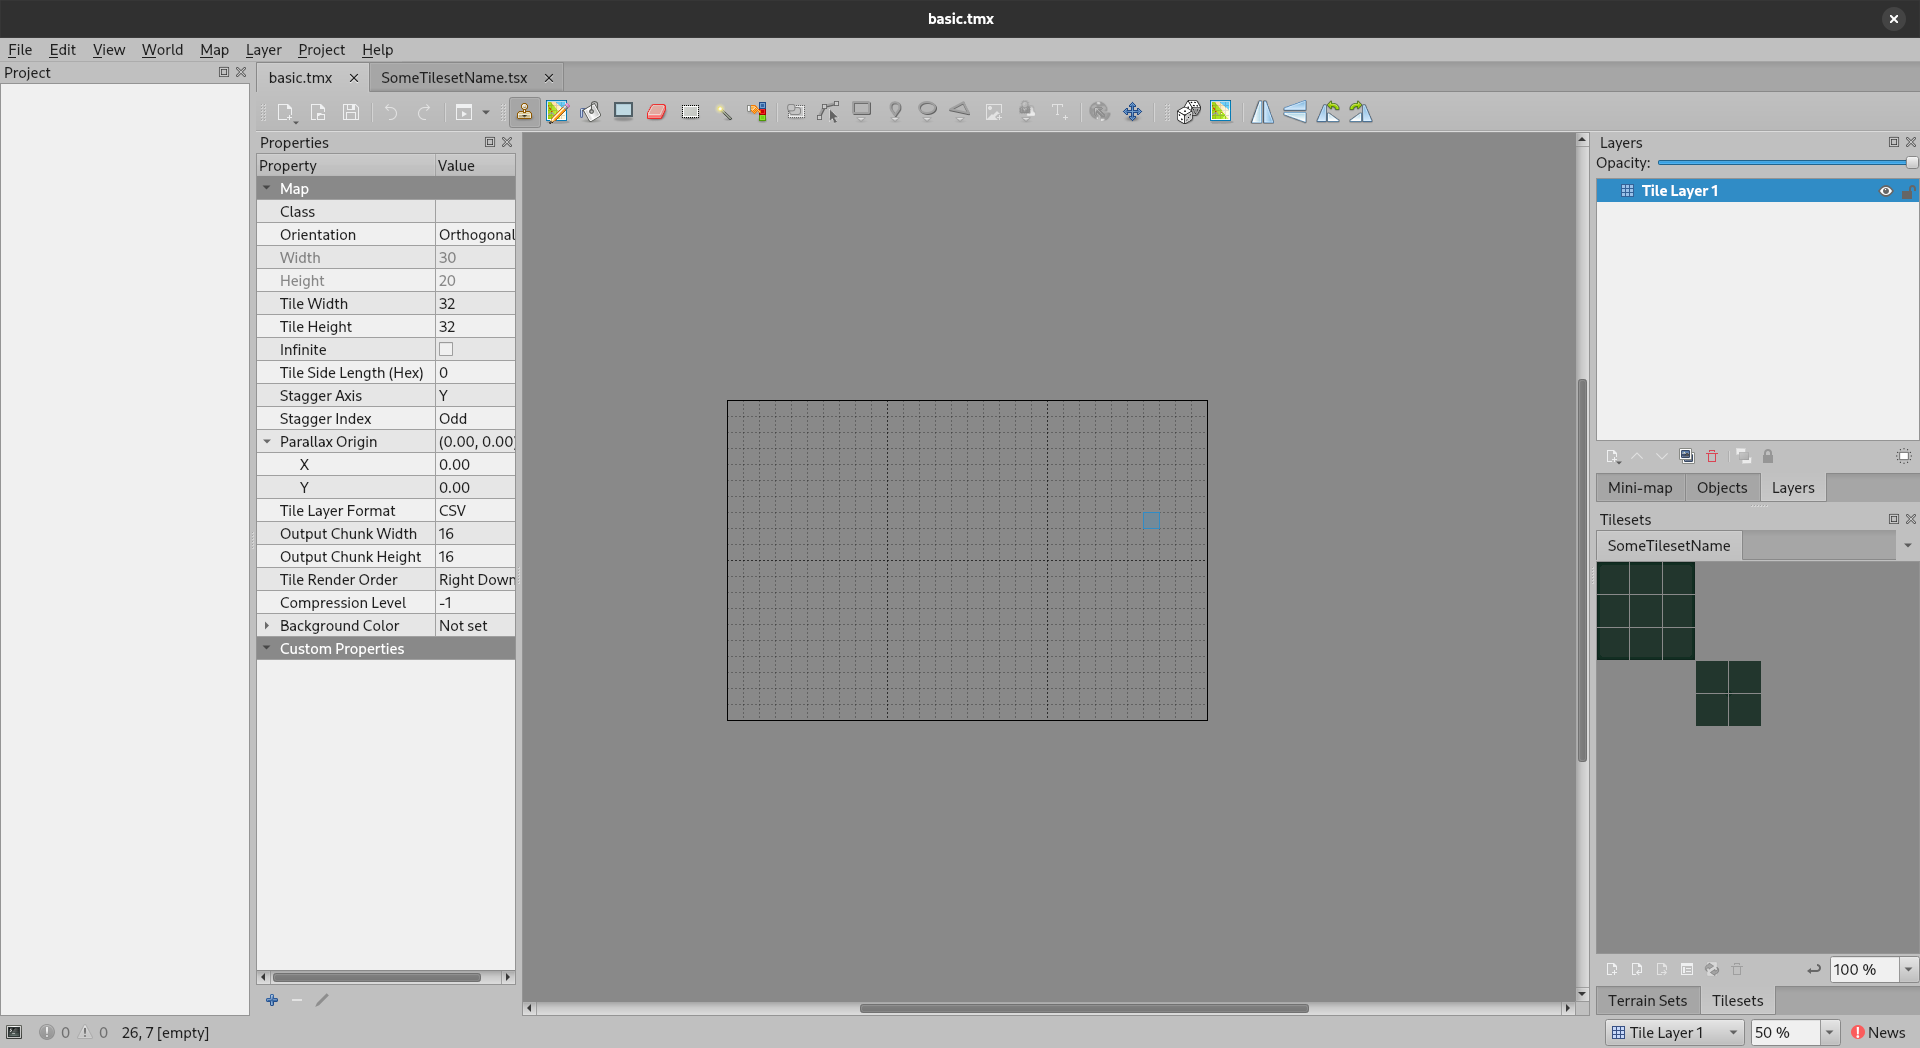 basic.tmx
File Edit View World Map Layer Project Help
Project
basic.tmx
SomeTilesetName.tsx
Properties
Property Value
Map
Class
Orientation Orthogonal
Width 30
Height 20
Tile Width 32
Tile Height 32
Infinite
Tile Side Length (Hex) 0
Stagger Axis Y
Stagger Index Odd
Parallax Origin (0.00, 0.00)
X 0.00
Y 0.00
Tile Layer Format CSV
Output Chunk Width 16
Output Chunk Height 16
Tile Render Order Right Down
Compression Level -1
Background Color Not set
Custom Properties
Layers
Opacity:
Tile Layer 1
Mini-map Objects Layers
Tilesets
SomeTilesetName
100 %
Terrain Sets Tilesets
0 0 26, 7 [empty]
Tile Layer 1 50 % News